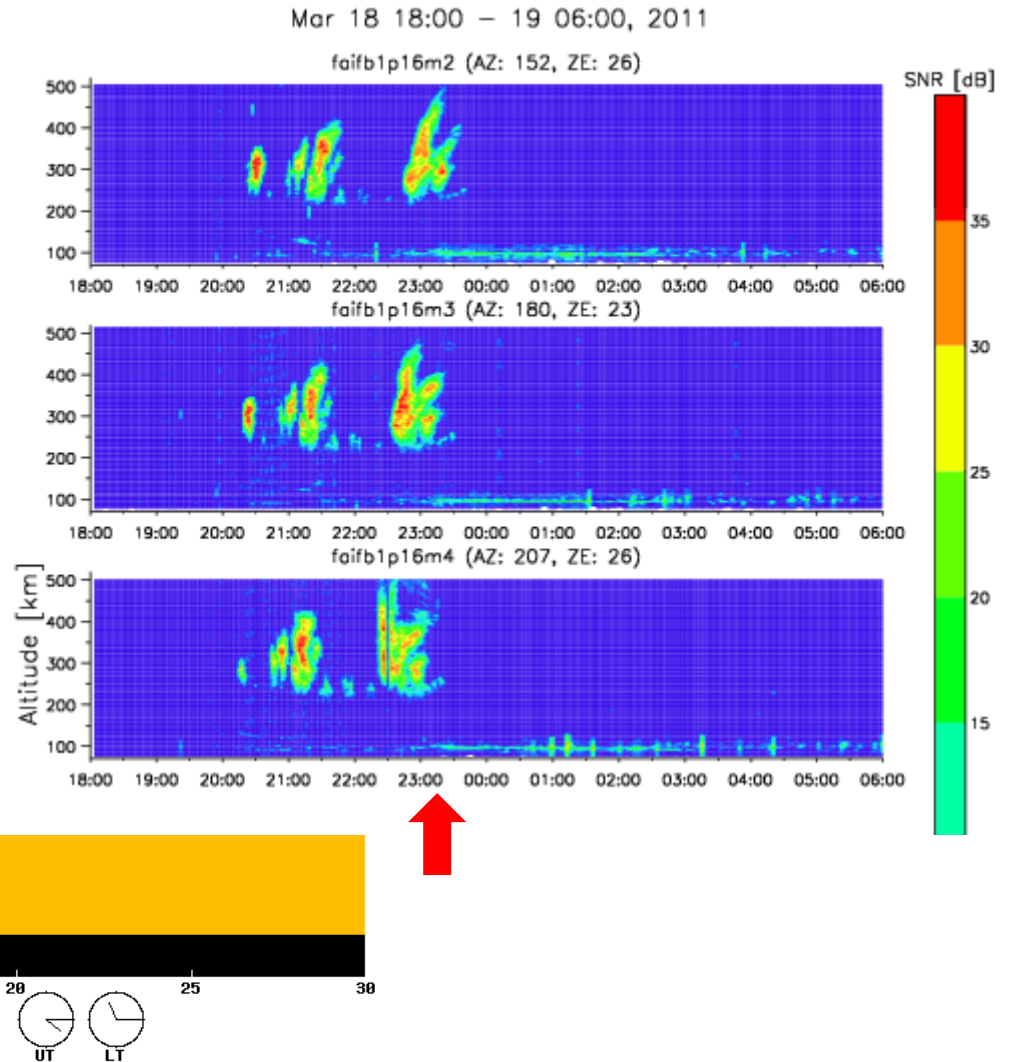 Mar 18 18:00 – 19 06:00, 2011
faifb1p16m2 (AZ: 152, ZE: 26)
SNR [dB]
500
400
300
200
100
18:00 19:00 20:00 21:00 22:00 23:00 00:00 01:00 02:00 03:00 04:00 05:00 06:00
faifb1p16m3 (AZ: 180, ZE: 23)
500
400
300
200
100
18:00 19:00 20:00 21:00 22:00 23:00 00:00 01:00 02:00 03:00 04:00 05:00 06:00
faifb1p16m4 (AZ: 207, ZE: 26)
500
400
300
200
100
Altitude [km]
18:00 19:00 20:00 21:00 22:00 23:00 00:00 01:00 02:00 03:00 04:00 05:00 06:00
35
30
25
20
15
20 25 30
UT LT